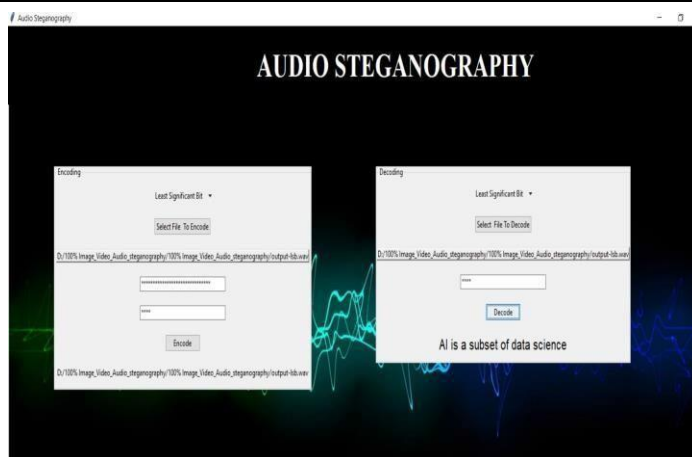 Audio Steganography
AUDIO STEGANOGRAPHY
Encoding
Least Significant Bit
Select File To Encode
D:/100% Image_Video_Audio_steganography/100% Image_Video_Audio_steganography/output-lsb.wav
Encode
D:/100% Image_Video_Audio_steganography/100% Image_Video_Audio_steganography/output-lsb.wav
Decoding
Least Significant Bit
Select File To Decode
D:/100% Image_Video_Audio_steganography/100% Image_Video_Audio_steganography/output-lsb.wav
****
Decode
AI is a subset of data science